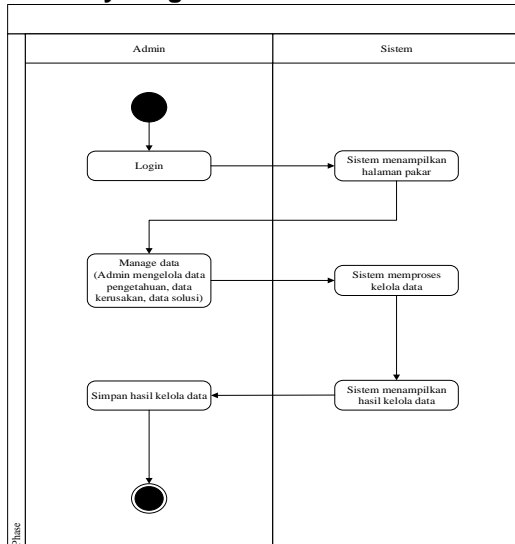 Admin
Sistem
Login
Sistem menampilkan
halaman pakar
Manage data
(Admin mengelola data
pengetahuan, data
kerusakan, data solusi)
Sistem memproses
kelola data
Simpan hasil kelola data
Sistem menampilkan
hasil kelola data
Phase